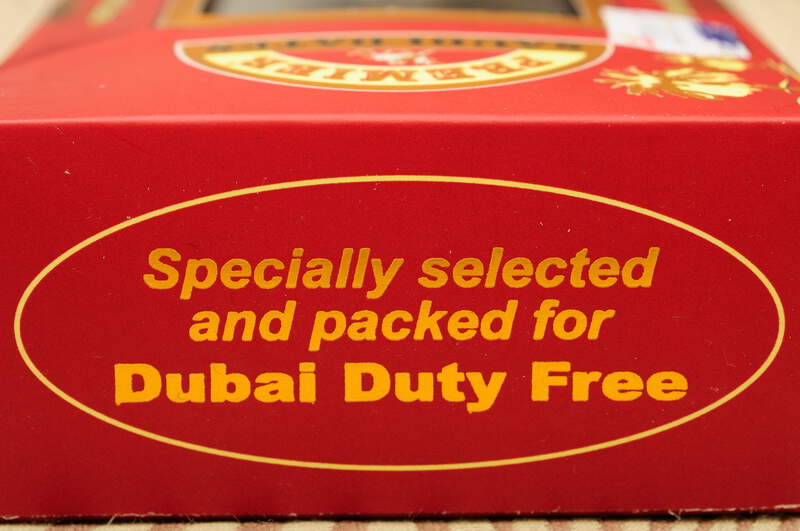 PREMIER
Specially selected
and packed for
Dubai Duty Free